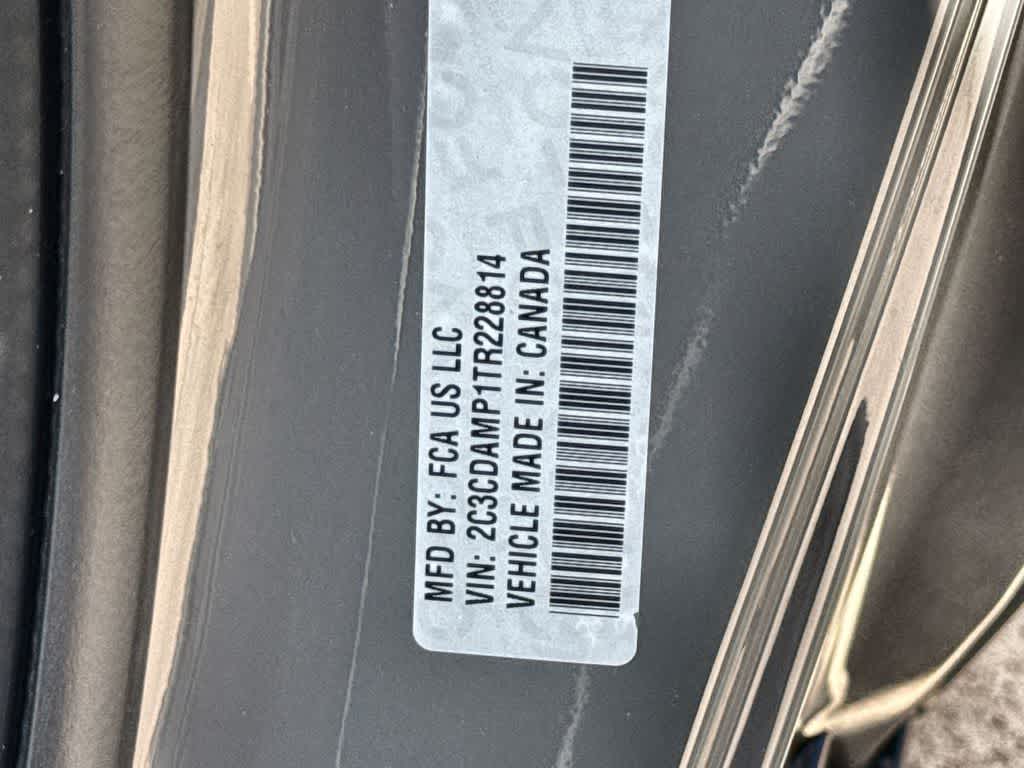 MFD BY: FCA US LLC
VIN: 2C3CDAMP1TR228814
VEHICLE MADE IN: CANADA